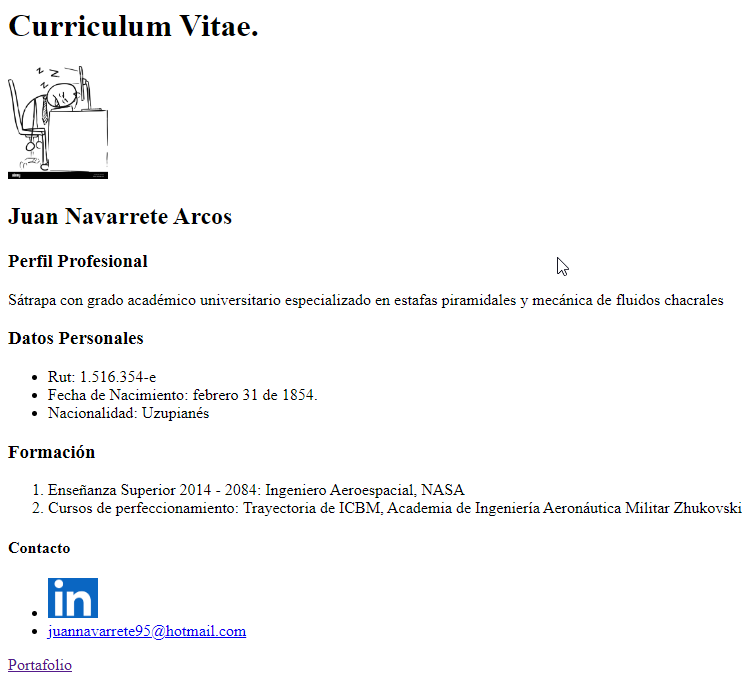 Curriculum Vitae.
z z
z
Juan Navarrete Arcos
Perfil Profesional
Sátrapa con grado académico universitario especializado en estafas piramidales y mecánica de fluidos chacrales
Datos Personales
Rut: 1.516.354-e
Fecha de Nacimiento: febrero 31 de 1854.
Nacionalidad: Uzupianés
Formación
1. Enseñanza Superior 2014 - 2084: Ingeniero Aeroespacial, NASA
2. Cursos de perfeccionamiento: Trayectoria de ICBM, Academia de Ingeniería Aeronáutica Militar Zhukovski
Contacto
in
juannavarrete95@hotmail.com
Portafolio